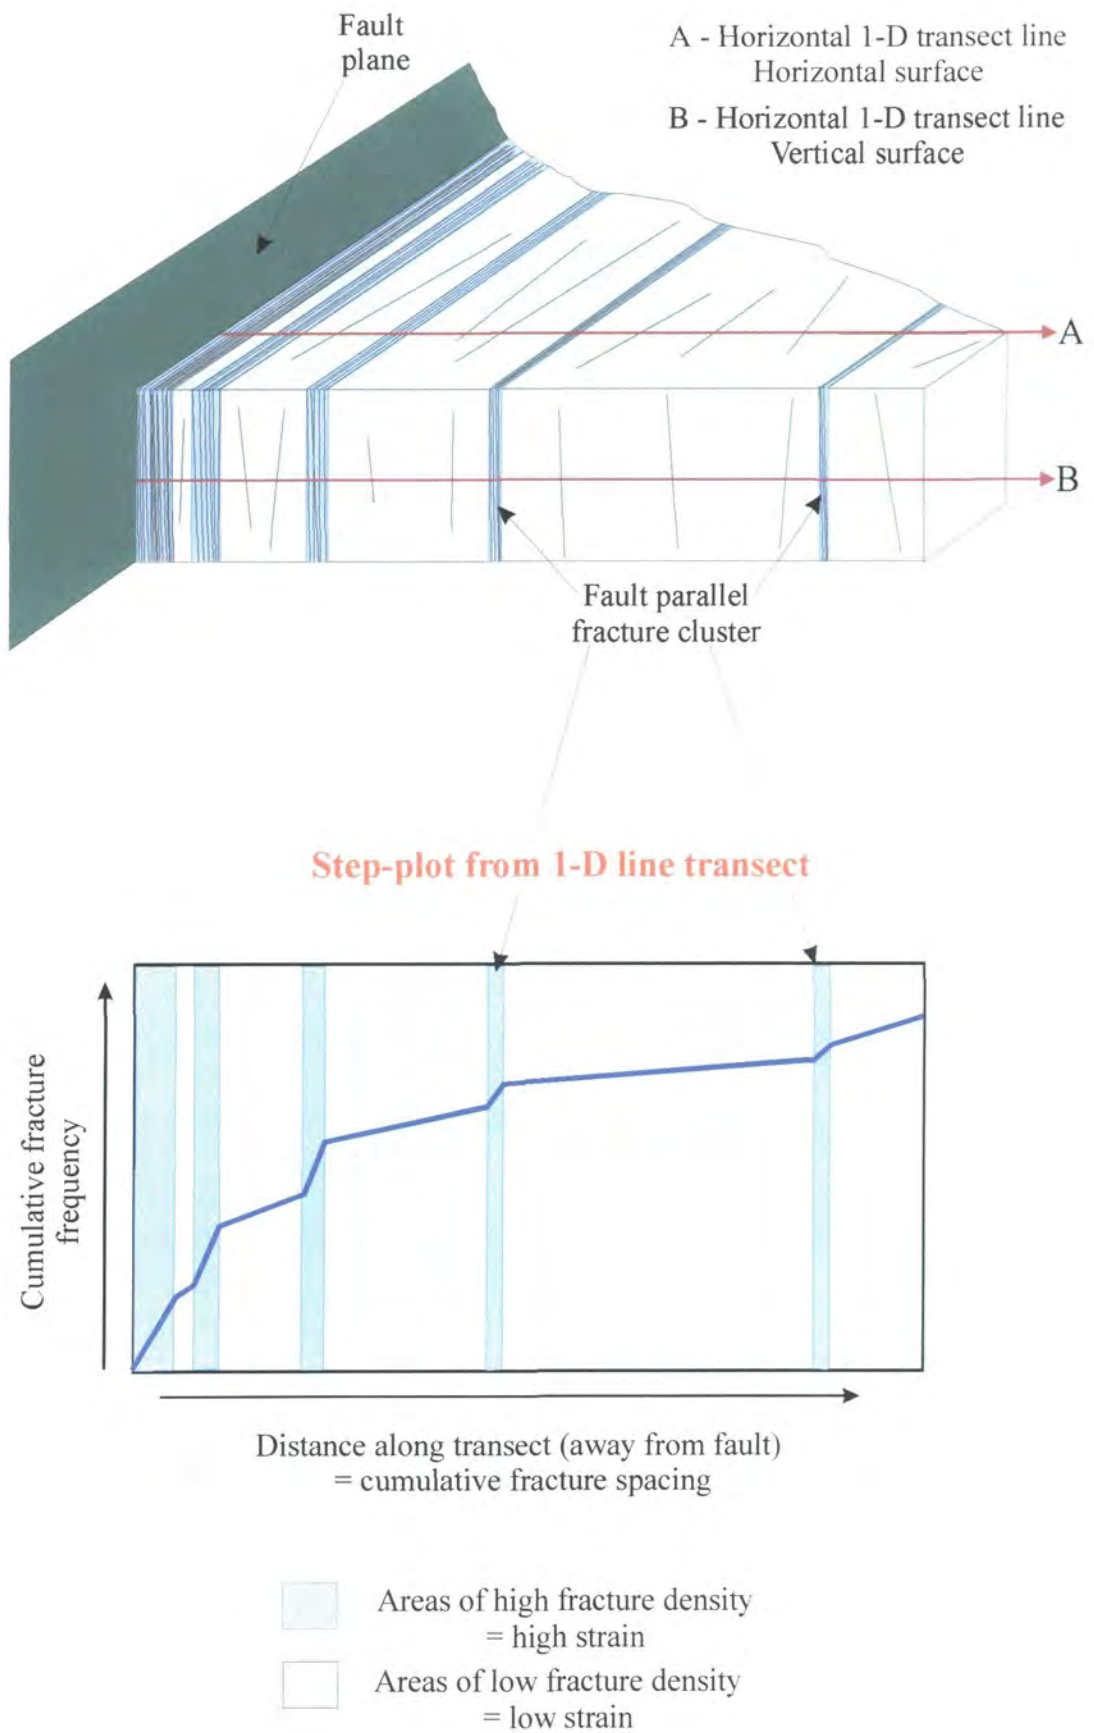 Fault
plane
A - Horizontal 1-D transect line
Horizontal surface
B - Horizontal 1-D transect line
Vertical surface
A
B
Fault parallel
fracture cluster
Step-plot from 1-D line transect
Cumulative fracture
frequency
Distance along transect (away from fault)
= cumulative fracture spacing
Areas of high fracture density
= high strain
Areas of low fracture density
= low strain